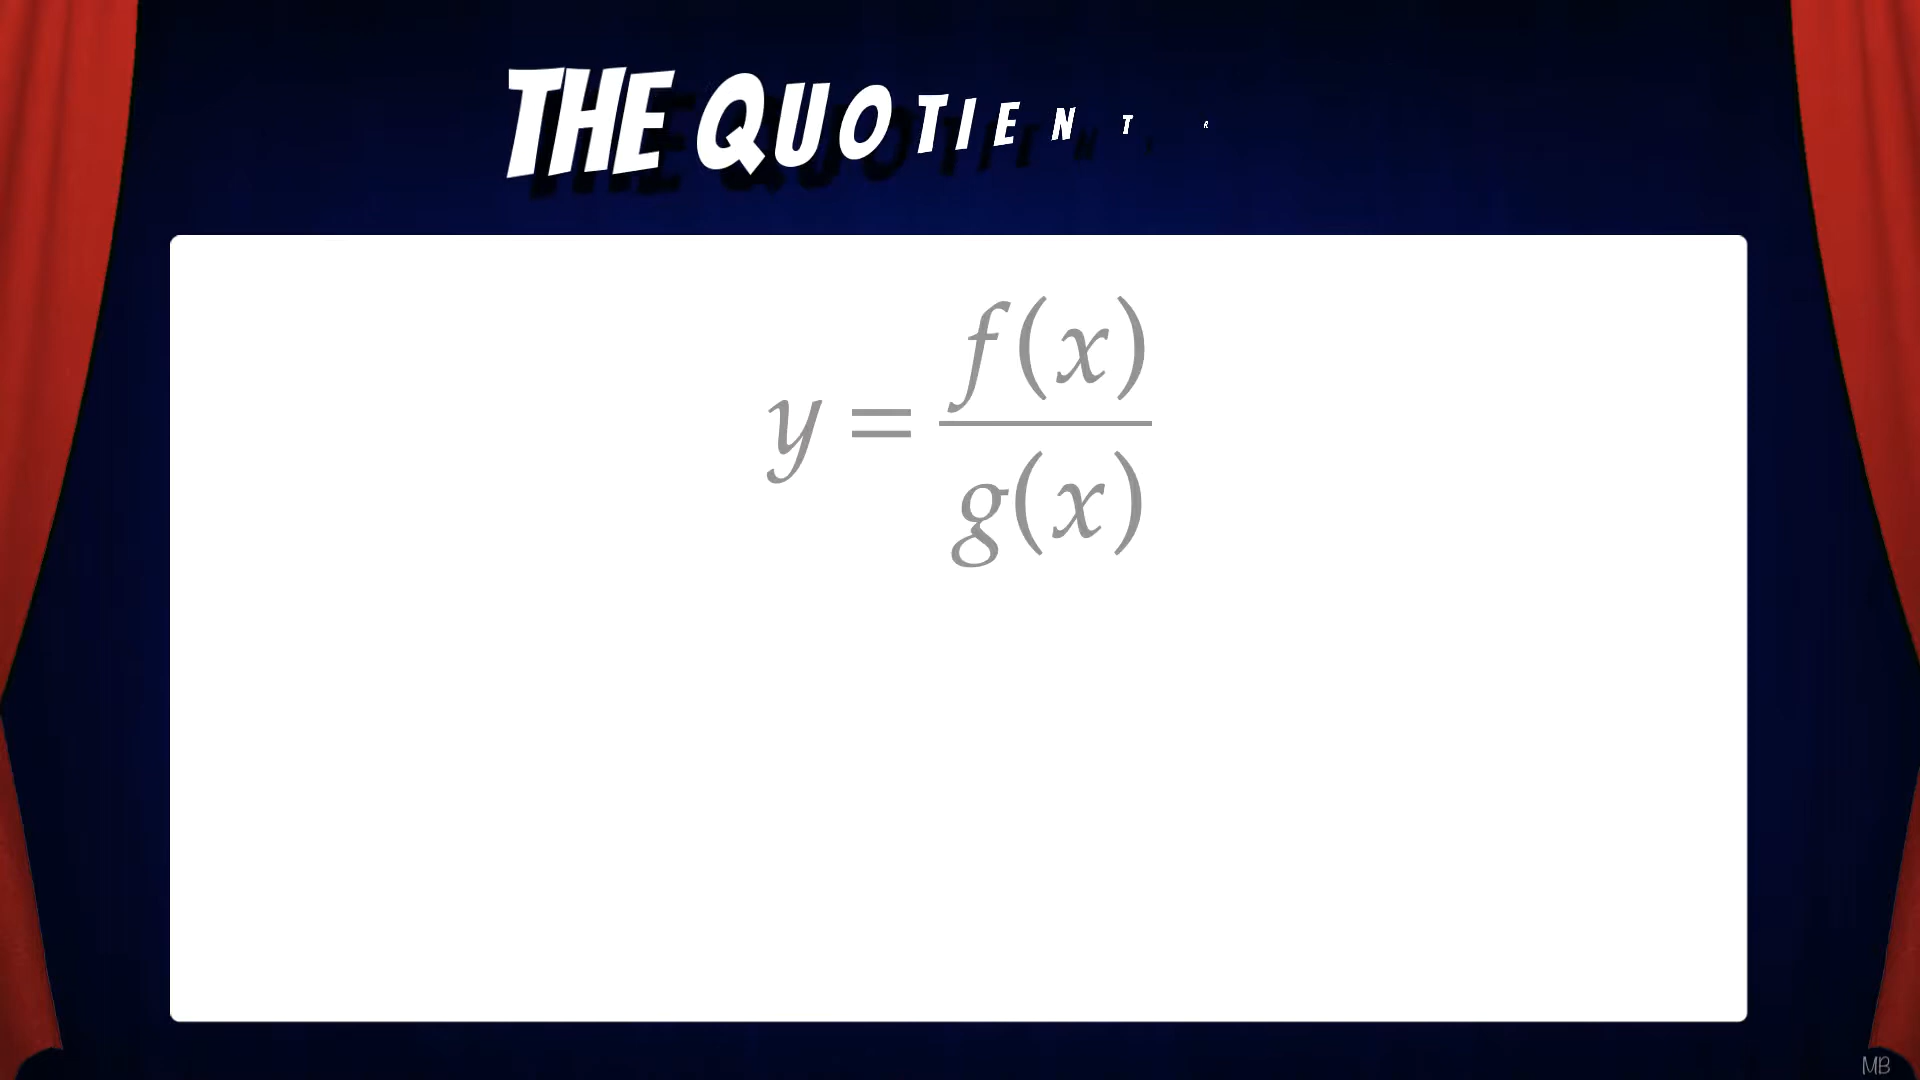 THE QUOTIENT R
y = f(x) / g(x)
MB